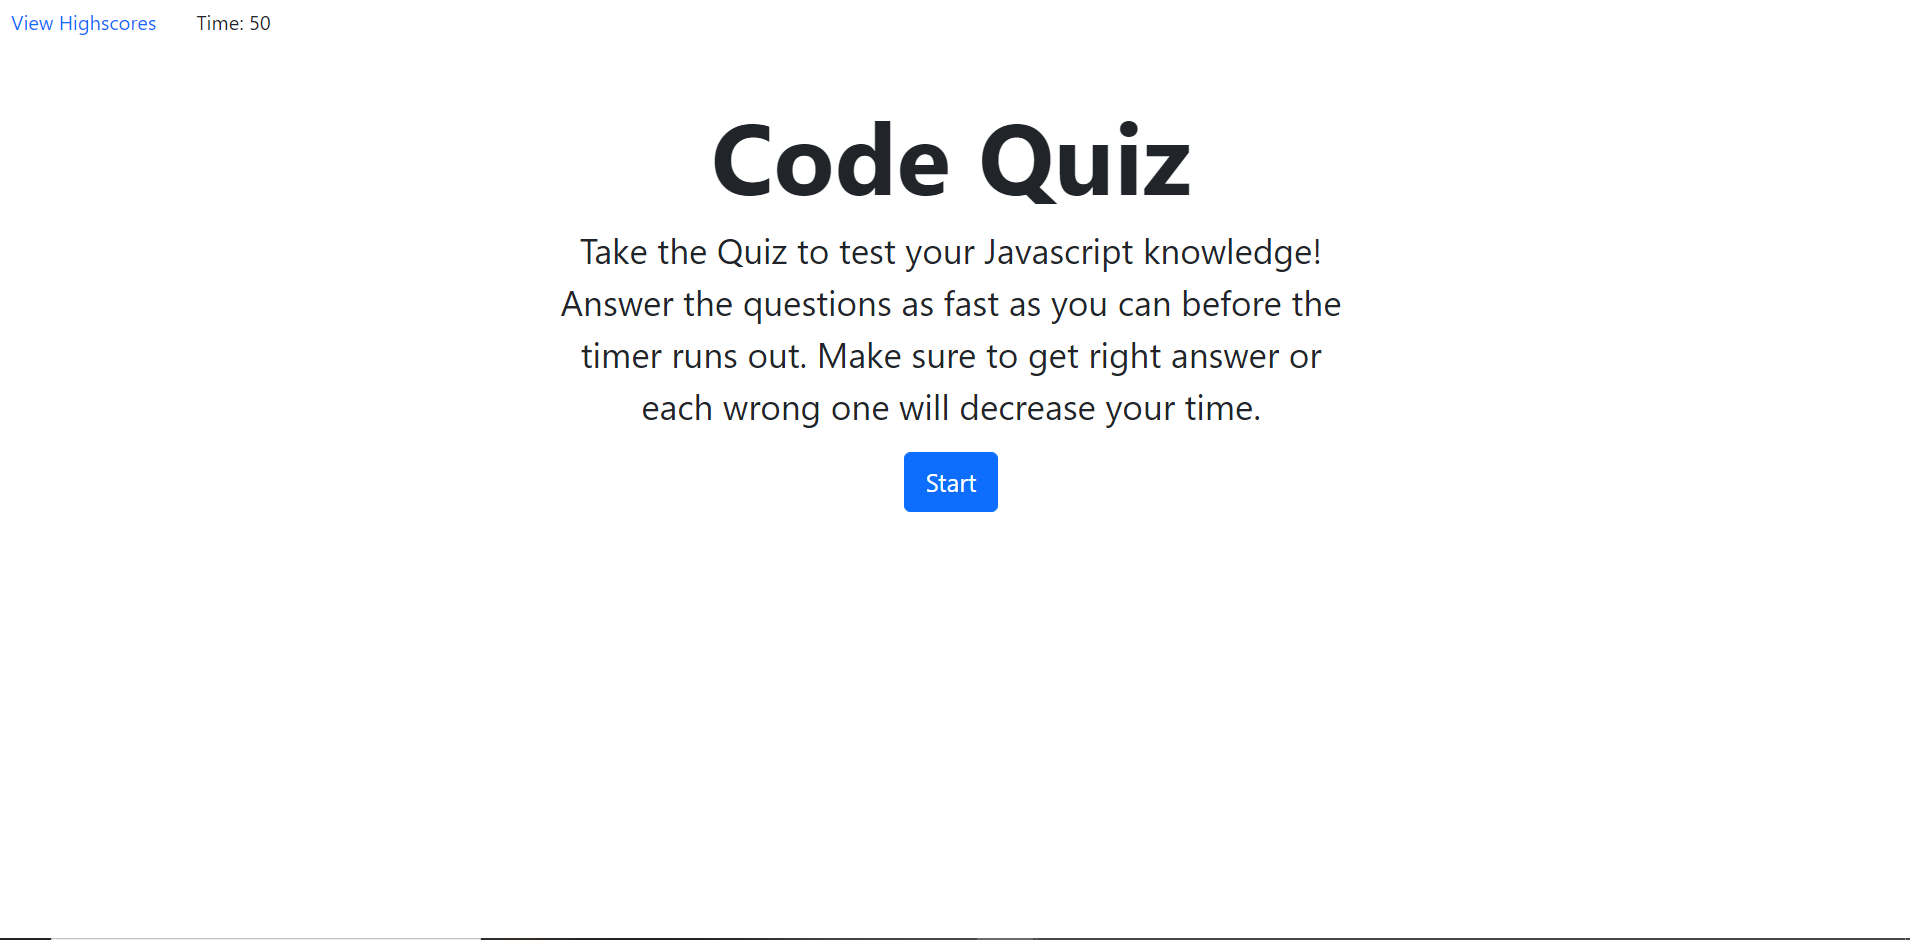 View Highscores Time: 50
Code Quiz
Take the Quiz to test your Javascript knowledge!
Answer the questions as fast as you can before the
timer runs out. Make sure to get right answer or
each wrong one will decrease your time.
Start